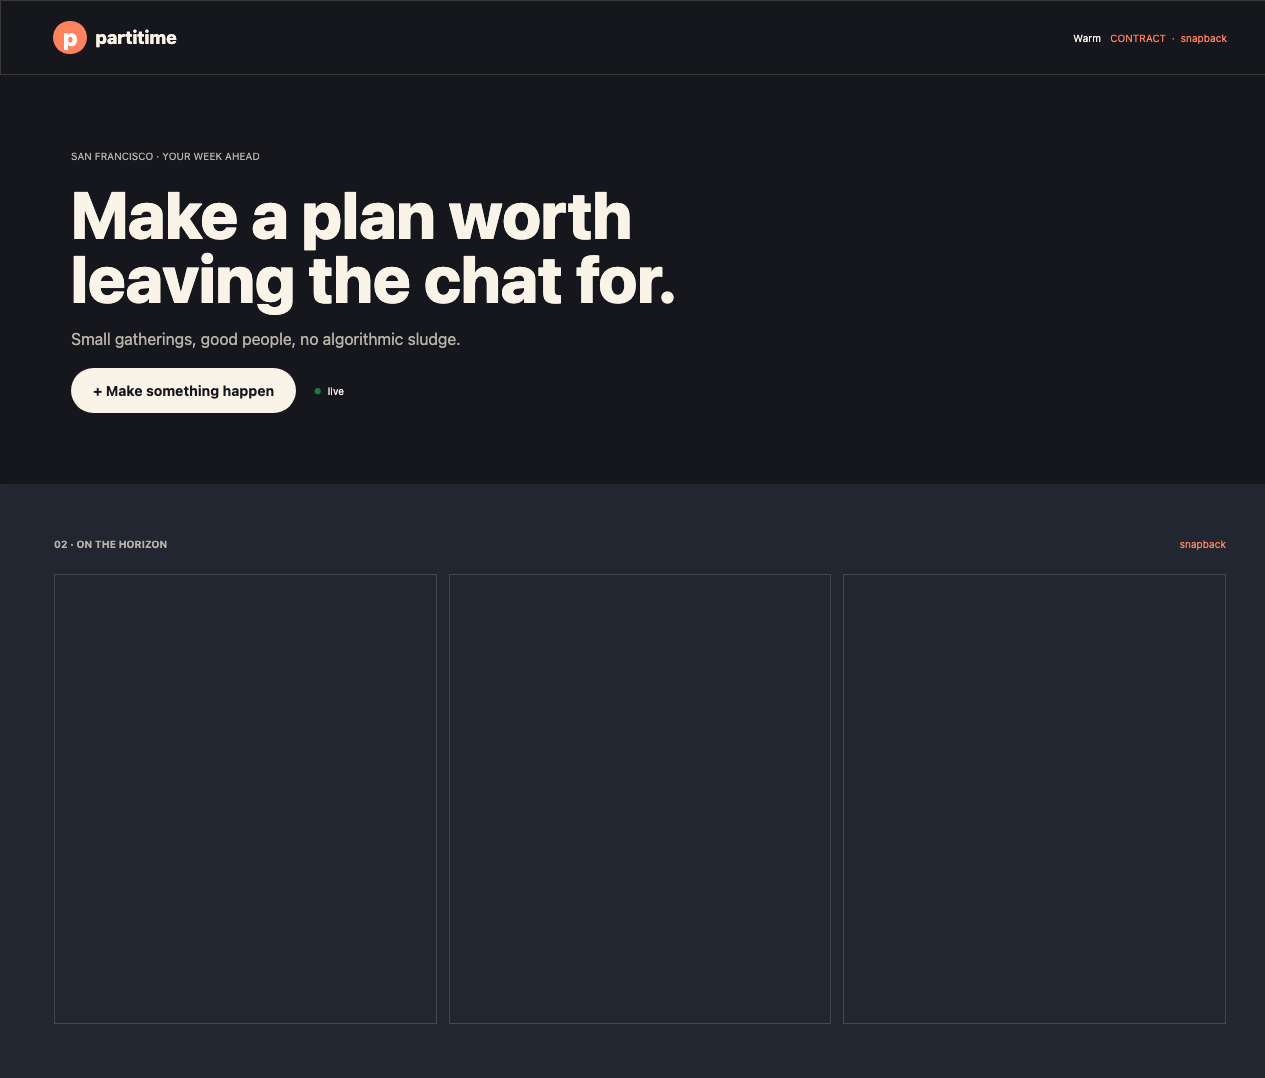 p partitime
Warm CONTRACT · snapback
SAN FRANCISCO · YOUR WEEK AHEAD
Make a plan worth
leaving the chat for.
Small gatherings, good people, no algorithmic sludge.
+ Make something happen
live
02 · ON THE HORIZON
snapback